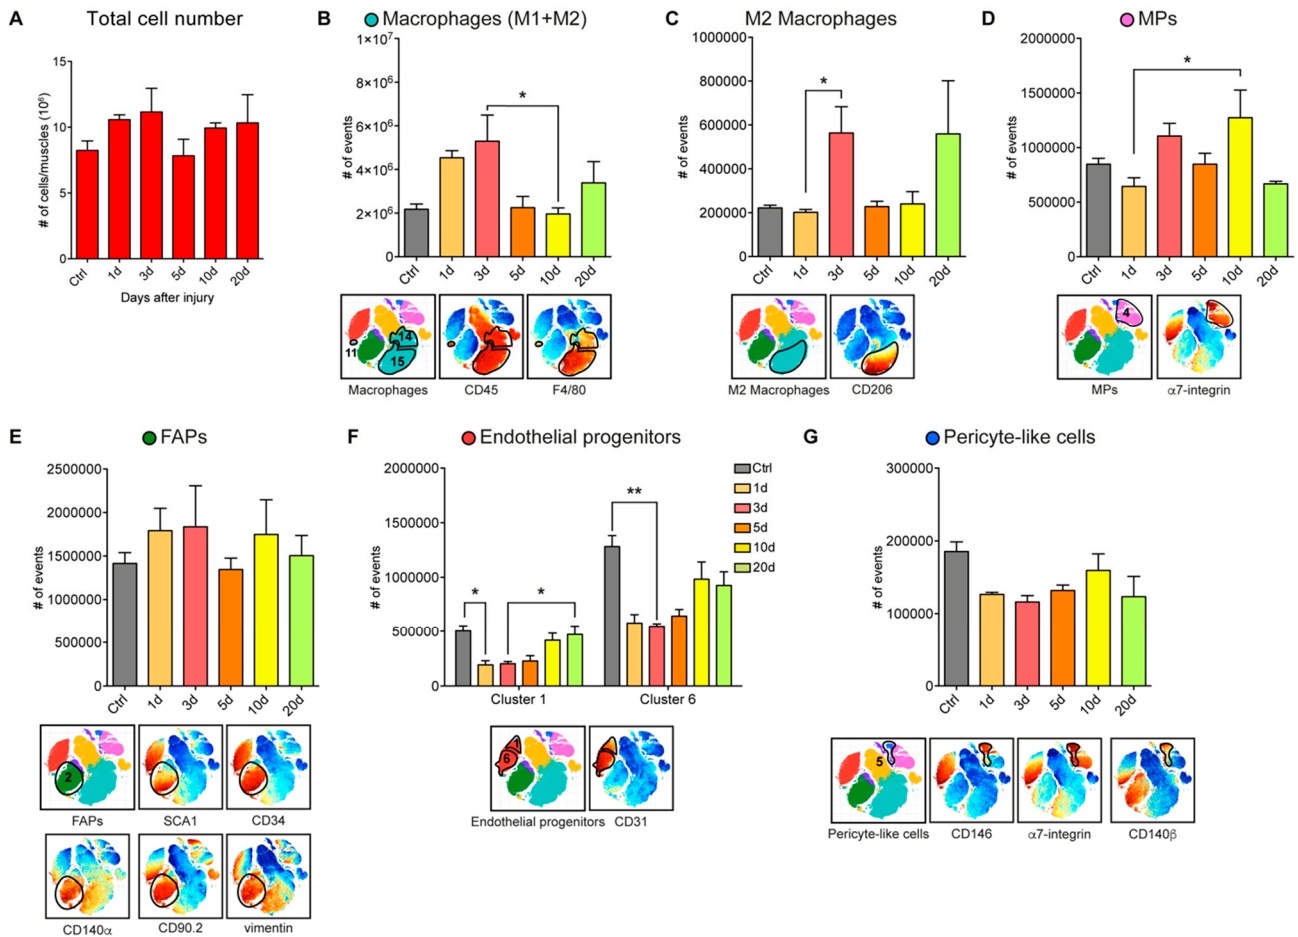 A Total cell number
# of cells/muscles (10⁶)
15
10
5
0
Ctrl 1d 3d 5d 10d 20d
Days after injury
B Macrophages (M1+M2)
# of events
1×10⁷
8×10⁶
6×10⁶
4×10⁶
2×10⁶
0
*
Ctrl 1d 3d 5d 10d 20d
11 14 15
Macrophages CD45 F4/80
C M2 Macrophages
# of events
1000000
800000
600000
400000
200000
0
*
Ctrl 1d 3d 5d 10d 20d
M2 Macrophages CD206
D MPs
# of events
2000000
1500000
1000000
500000
0
*
Ctrl 1d 3d 5d 10d 20d
4
MPs α7-integrin
E FAPs
# of events
2500000
2000000
1500000
1000000
500000
0
Ctrl 1d 3d 5d 10d 20d
2
FAPs SCA1 CD34
CD140α CD90.2 vimentin
F Endothelial progenitors
# of events
2000000
1500000
1000000
500000
0
* * **
Cluster 1 Cluster 6
Ctrl
1d
3d
5d
10d
20d
6
Endothelial progenitors CD31
G Pericyte-like cells
# of events
300000
200000
100000
0
Ctrl 1d 3d 5d 10d 20d
5
Pericyte-like cells CD146 α7-integrin CD140β